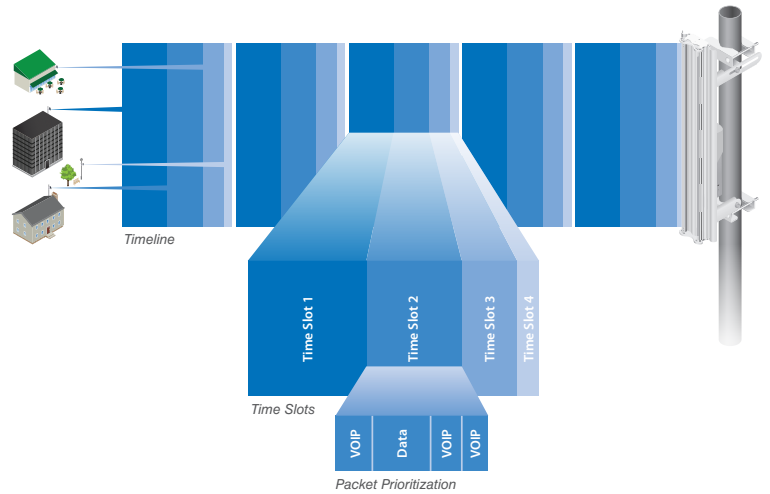 Timeline
Time Slot 1
Time Slot 2
Time Slot 3
Time Slot 4
Time Slots
VOIP
Data
VOIP
VOIP
Packet Prioritization